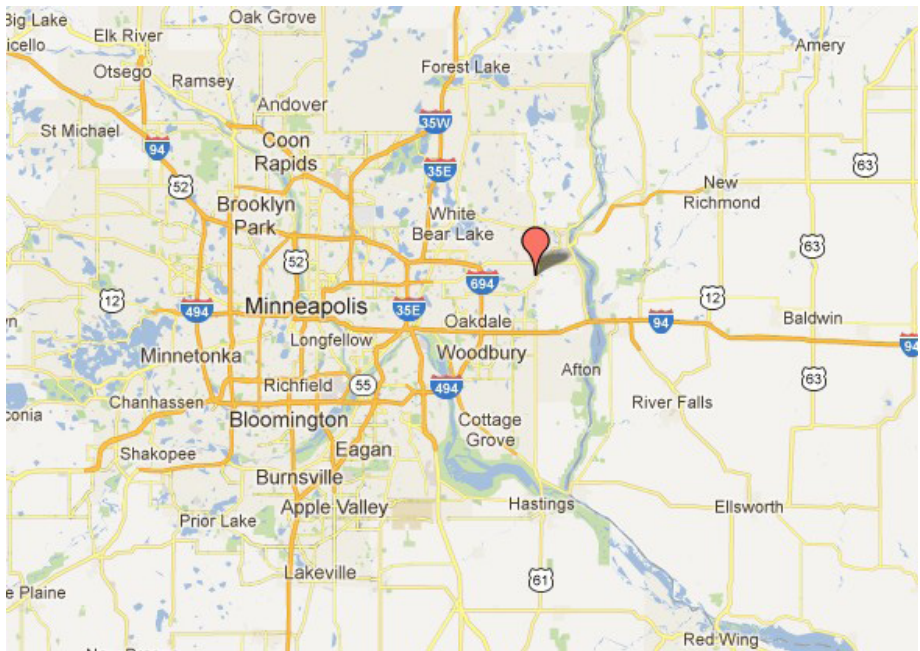 Big Lake
Oak Grove
Elk River
Amery
Otsego
Forest Lake
Ramsey
Andover
35W
St Michael
94
Coon
Rapids
35E
63
52
New
Richmond
Brooklyn
Park
White
Bear Lake
63
52
694
12
494
Minneapolis
35E
12
Baldwin
Oakdale
94
Longfellow
94
Minnetonka
Woodbury
Afton
63
Richfield
55
494
Chanhassen
River Falls
Bloomington
Cottage
Grove
Eagan
Shakopee
Burnsville
Apple Valley
Hastings
Ellsworth
Prior Lake
Lakeville
61
Plaine
Red Wing